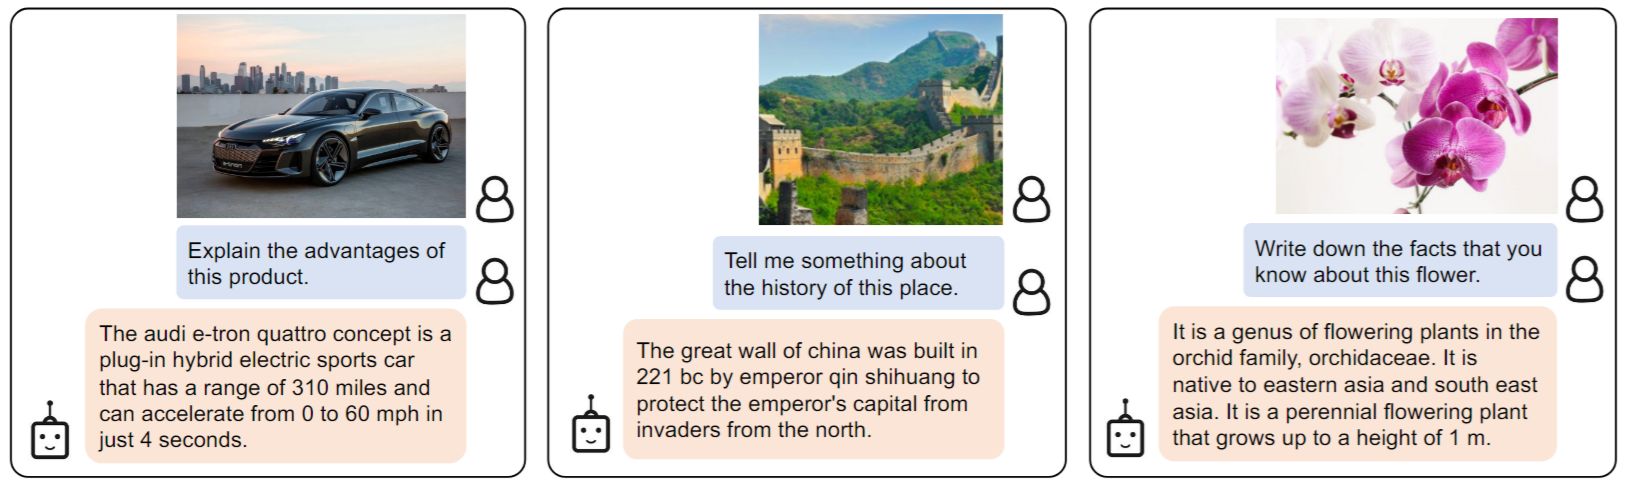 e-tron
Explain the advantages of
this product.
The audi e-tron quattro concept is a
plug-in hybrid electric sports car
that has a range of 310 miles and
can accelerate from 0 to 60 mph in
just 4 seconds.
Tell me something about
the history of this place.
The great wall of china was built in
221 bc by emperor qin shihuang to
protect the emperor's capital from
invaders from the north.
Write down the facts that you
know about this flower.
It is a genus of flowering plants in the
orchid family, orchidaceae. It is
native to eastern asia and south east
asia. It is a perennial flowering plant
that grows up to a height of 1 m.